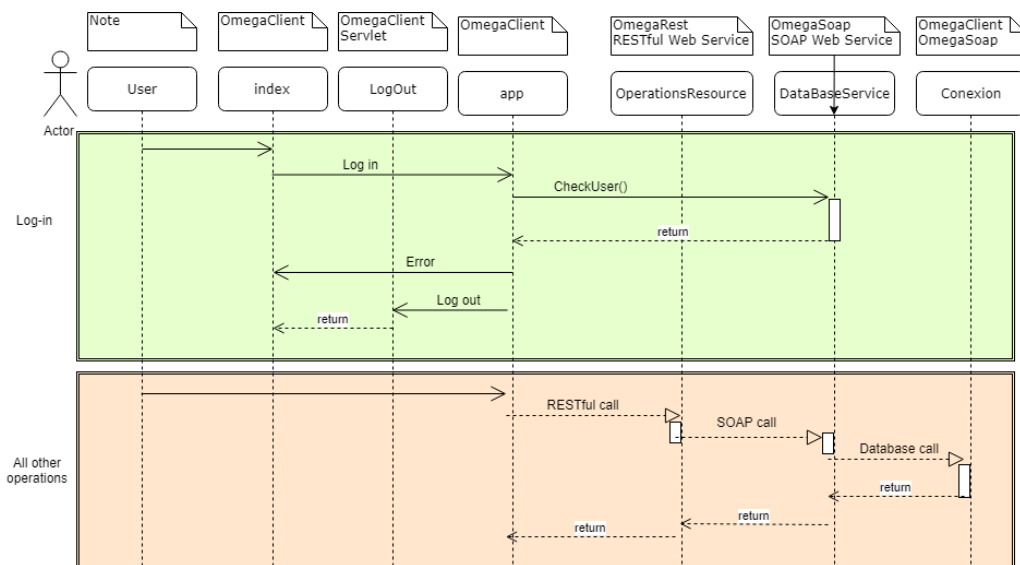 Note
OmegaClient
OmegaClient
Servlet
OmegaClient
OmegaRest
RESTful Web Service
OmegaSoap
SOAP Web Service
OmegaClient
OmegaSoap
User
index
LogOut
app
OperationsResource
DataBaseService
Conexion
Actor
Log in
CheckUser()
Log-in
return
Error
Log out
return
RESTful call
SOAP call
Database call
All other
operations
return
return
return